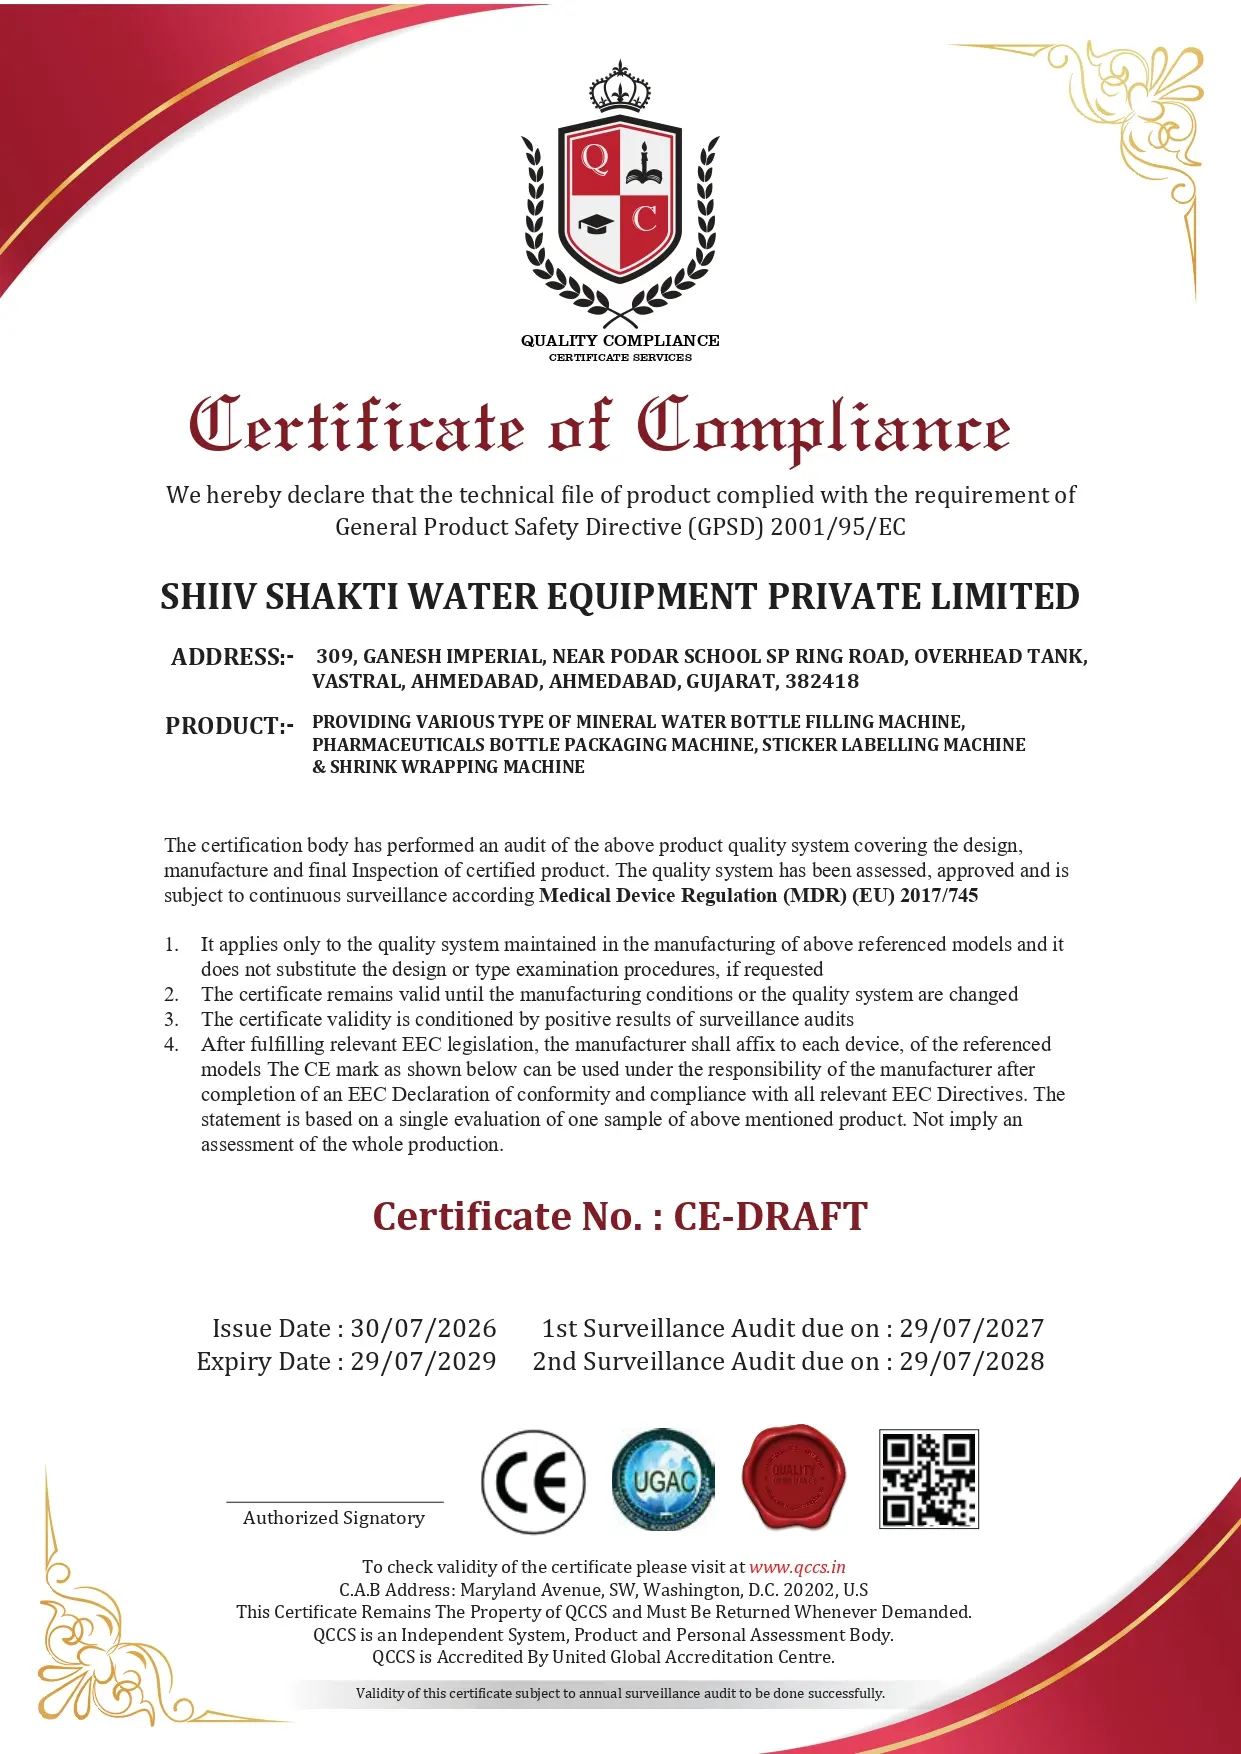 Q
C
QUALITY COMPLIANCE
CERTIFICATE SERVICES
Certificate of Compliance
We hereby declare that the technical file of product complied with the requirement of
General Product Safety Directive (GPSD) 2001/95/EC
SHIIV SHAKTI WATER EQUIPMENT PRIVATE LIMITED
ADDRESS:- 309, GANESH IMPERIAL, NEAR PODAR SCHOOL SP RING ROAD, OVERHEAD TANK,
VASTRAL, AHMEDABAD, AHMEDABAD, GUJARAT, 382418
PRODUCT:- PROVIDING VARIOUS TYPE OF MINERAL WATER BOTTLE FILLING MACHINE,
PHARMACEUTICALS BOTTLE PACKAGING MACHINE, STICKER LABELLING MACHINE
& SHRINK WRAPPING MACHINE
The certification body has performed an audit of the above product quality system covering the design,
manufacture and final Inspection of certified product. The quality system has been assessed, approved and is
subject to continuous surveillance according Medical Device Regulation (MDR) (EU) 2017/745
1. It applies only to the quality system maintained in the manufacturing of above referenced models and it
does not substitute the design or type examination procedures, if requested
2. The certificate remains valid until the manufacturing conditions or the quality system are changed
3. The certificate validity is conditioned by positive results of surveillance audits
4. After fulfilling relevant EEC legislation, the manufacturer shall affix to each device, of the referenced
models The CE mark as shown below can be used under the responsibility of the manufacturer after
completion of an EEC Declaration of conformity and compliance with all relevant EEC Directives. The
statement is based on a single evaluation of one sample of above mentioned product. Not imply an
assessment of the whole production.
Certificate No. : CE-DRAFT
Issue Date : 30/07/2026 1st Surveillance Audit due on : 29/07/2027
Expiry Date : 29/07/2029 2nd Surveillance Audit due on : 29/07/2028
Authorized Signatory
CE
UGAC
QUALITY
To check validity of the certificate please visit at www.qccs.in
C.A.B Address: Maryland Avenue, SW, Washington, D.C. 20202, U.S
This Certificate Remains The Property of QCCS and Must Be Returned Whenever Demanded.
QCCS is an Independent System, Product and Personal Assessment Body.
QCCS is Accredited By United Global Accreditation Centre.
Validity of this certificate subject to annual surveillance audit to be done successfully.